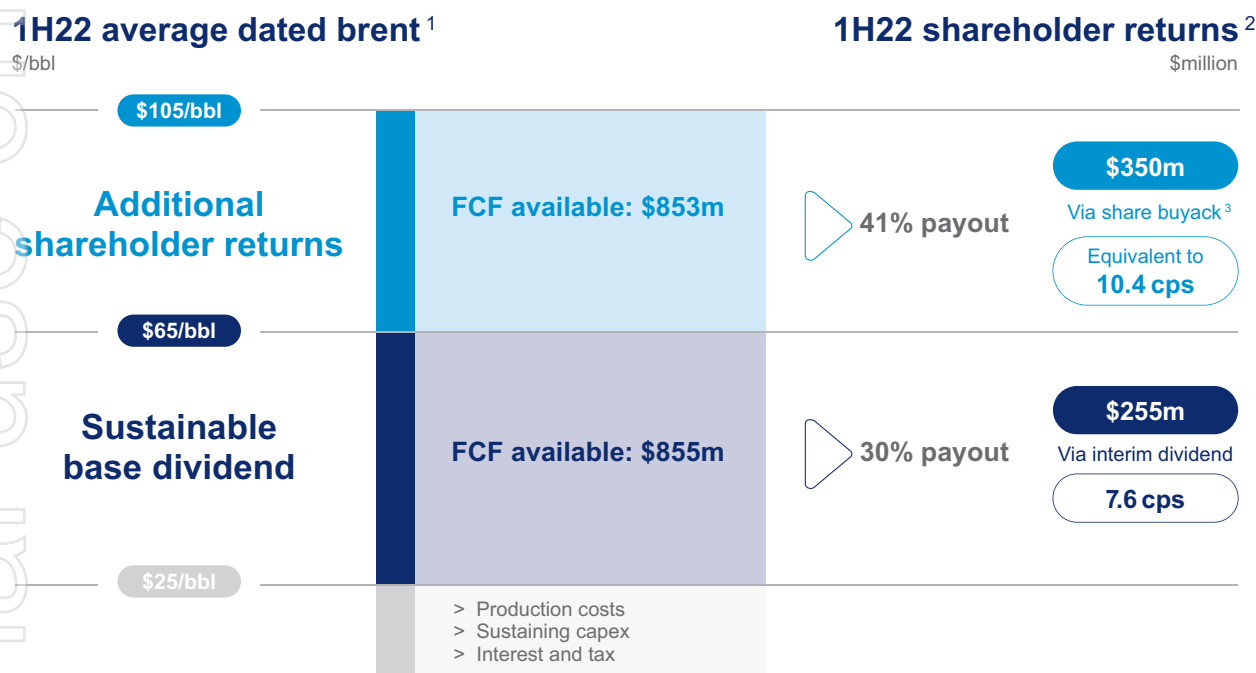 1H22 average dated brent 1
$/bbl
1H22 shareholder returns 2
$million
$105/bbl
Additional
shareholder returns
FCF available: $853m
41% payout
$350m
Via share buyack 3
Equivalent to
10.4 cps
$65/bbl
Sustainable
base dividend
FCF available: $855m
30% payout
$255m
Via interim dividend
7.6 cps
$25/bbl
> Production costs
> Sustaining capex
> Interest and tax